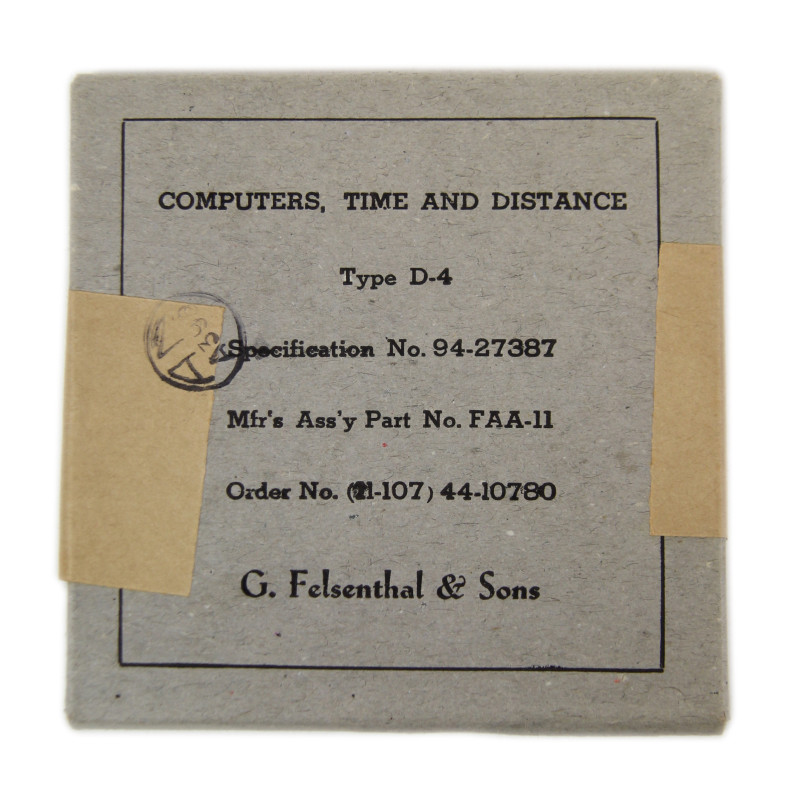 COMPUTERS, TIME AND DISTANCE
Type D-4
Specification No. 94-27387
Mfr's Ass'y Part No. FAA-11
Order No. (11-107) 44-10780
G. Felsenthal & Sons